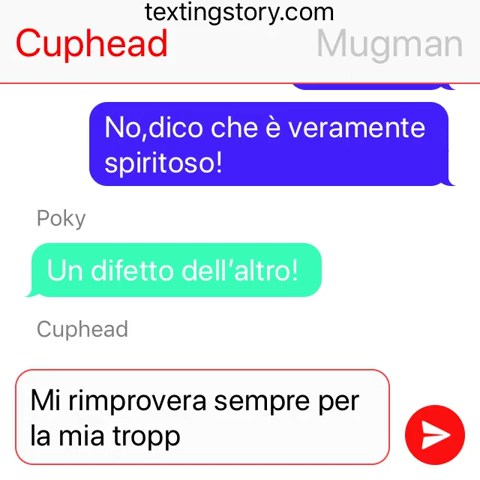 textingstory.com
Cuphead Mugman
No,dico che è veramente
spiritoso!
Poky
Un difetto dell'altro!
Cuphead
Mi rimprovera sempre per
la mia tropp